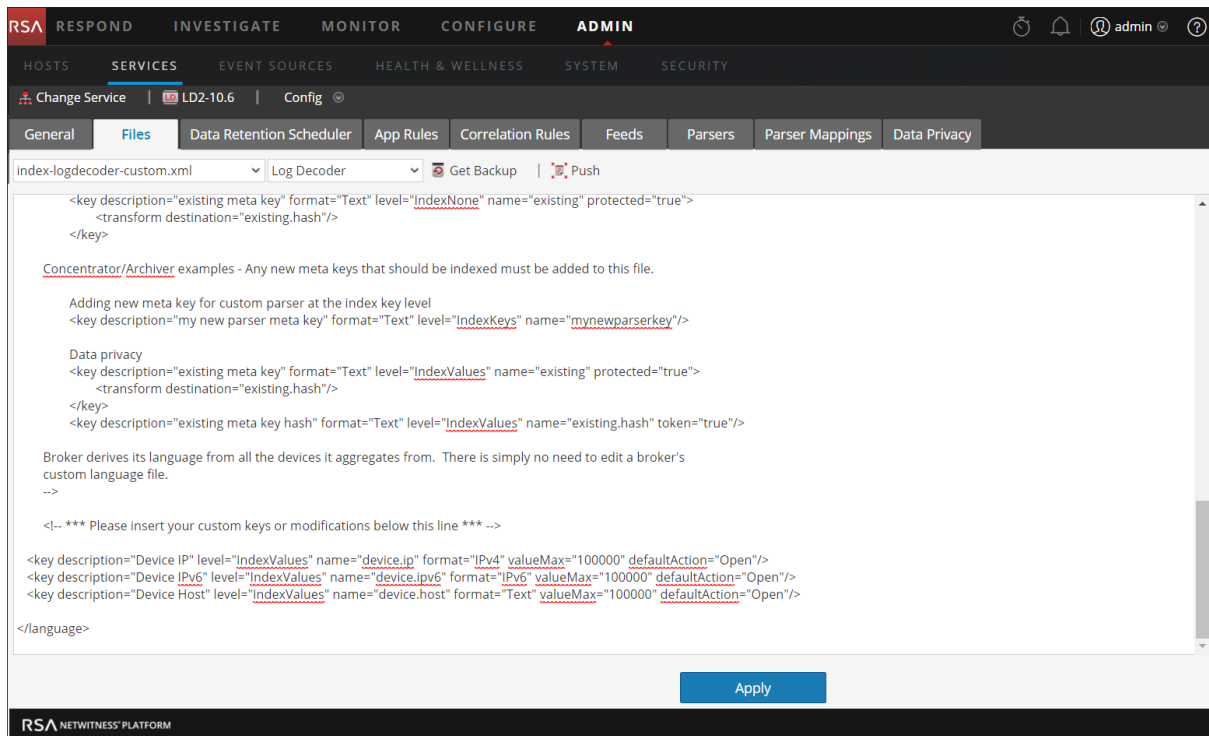 RSA RESPOND INVESTIGATE MONITOR CONFIGURE ADMIN admin ?
HOSTS SERVICES EVENT SOURCES HEALTH & WELLNESS SYSTEM SECURITY
Change Service | LD LD2-10.6 | Config
General Files Data Retention Scheduler App Rules Correlation Rules Feeds Parsers Parser Mappings Data Privacy
index-logdecoder-custom.xml Log Decoder Get Backup | Push
<key description="existing meta key" format="Text" level="IndexNone" name="existing" protected="true">
<transform destination="existing.hash"/>
</key>
Concentrator/Archiver examples - Any new meta keys that should be indexed must be added to this file.
Adding new meta key for custom parser at the index key level
<key description="my new parser meta key" format="Text" level="IndexKeys" name="mynewparserkey"/>
Data privacy
<key description="existing meta key" format="Text" level="IndexValues" name="existing" protected="true">
<transform destination="existing.hash"/>
</key>
<key description="existing meta key hash" format="Text" level="IndexValues" name="existing.hash" token="true"/>
Broker derives its language from all the devices it aggregates from.  There is simply no need to edit a broker's
custom language file.
-->
<!-- *** Please insert your custom keys or modifications below this line *** -->
<key description="Device IP" level="IndexValues" name="device.ip" format="IPv4" valueMax="100000" defaultAction="Open"/>
<key description="Device IPv6" level="IndexValues" name="device.ipv6" format="IPv6" valueMax="100000" defaultAction="Open"/>
<key description="Device Host" level="IndexValues" name="device.host" format="Text" valueMax="100000" defaultAction="Open"/>
</language>
Apply
RSA NETWITNESS® PLATFORM